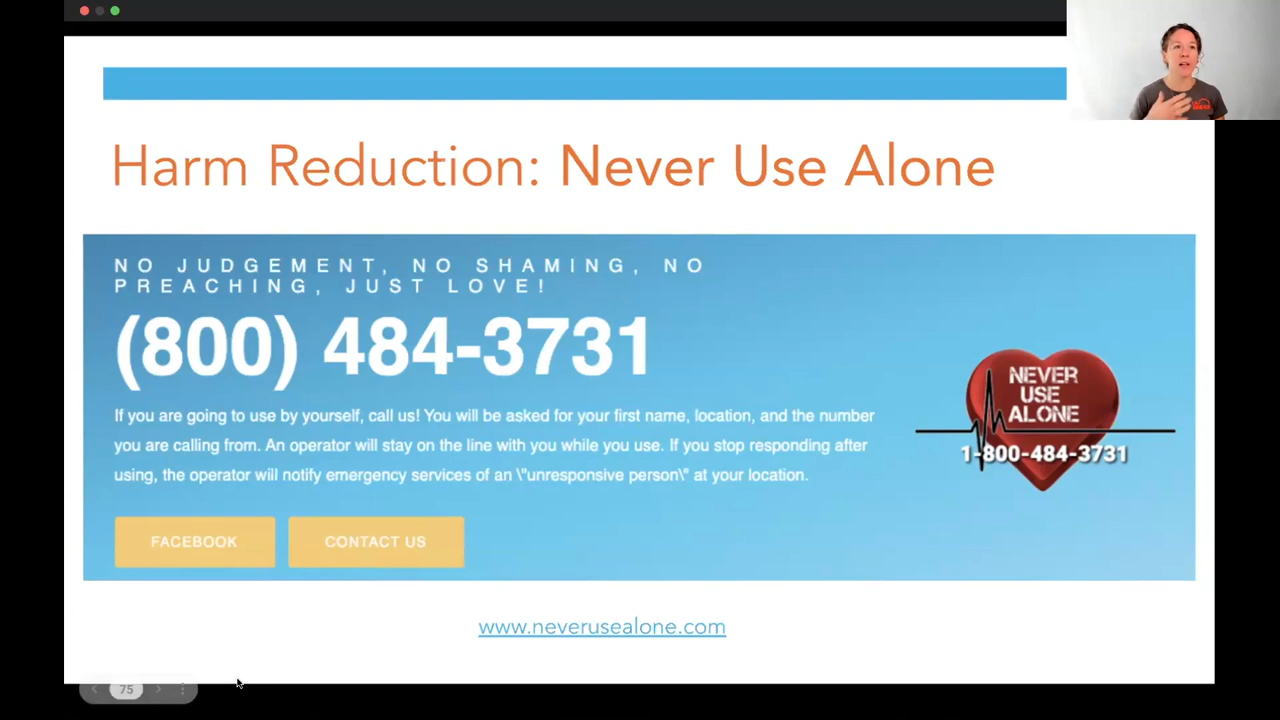 Harm Reduction: Never Use Alone
NO JUDGEMENT, NO SHAMING, NO
PREACHING, JUST LOVE!
(800) 484-3731
If you are going to use by yourself, call us! You will be asked for your first name, location, and the number
you are calling from. An operator will stay on the line with you while you use. If you stop responding after
using, the operator will notify emergency services of an \"unresponsive person\" at your location.
FACEBOOK
CONTACT US
NEVER
USE
ALONE
1-800-484-3731
www.neverusealone.com
75